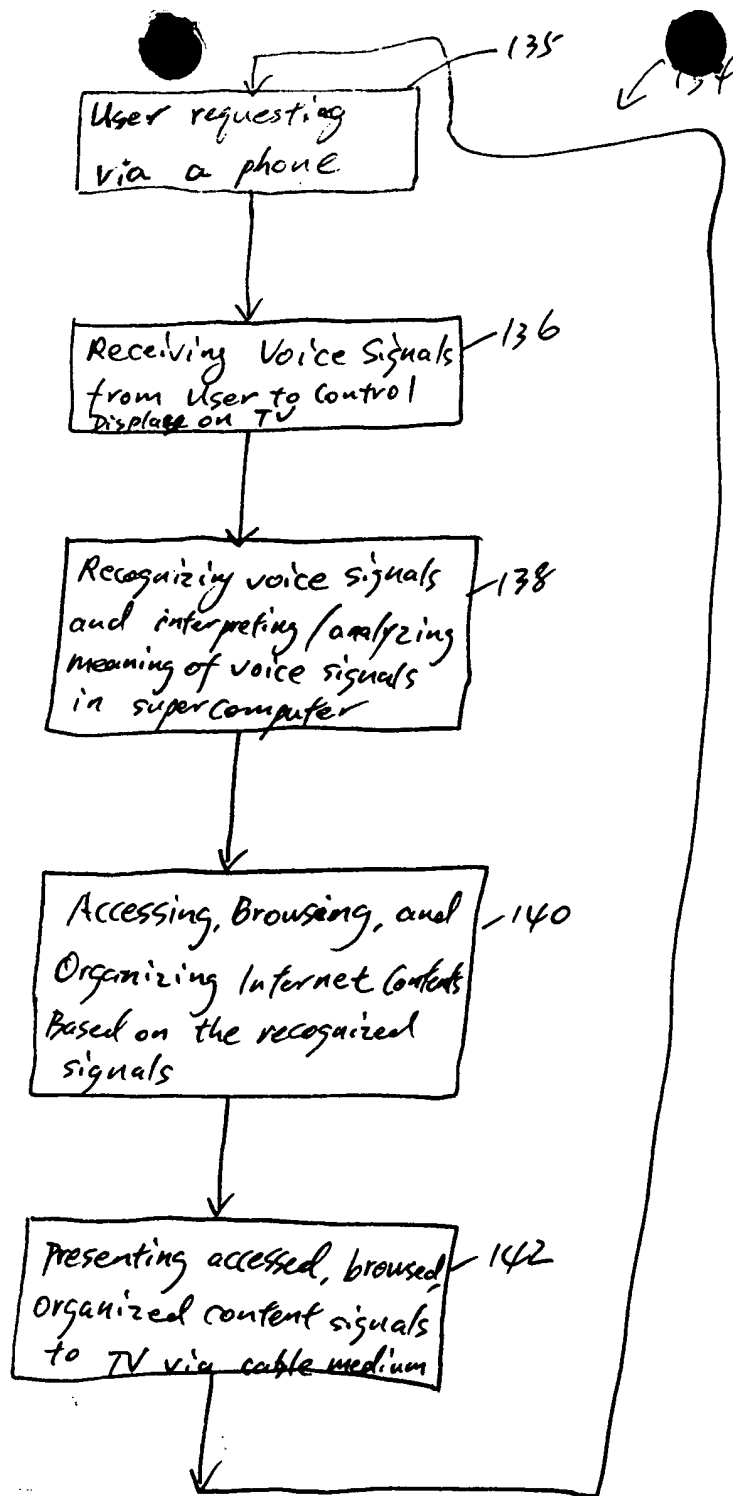 135
134
User requesting
via a phone
136
Receiving Voice Signals
from User to Control
on TV
138
Recognizing voice signals
and interpreting/analyzing
meaning of voice signals
in supercomputer
140
Accessing, Browsing, and
Organizing Internet Contents
Based on the recognized
signals
142
Presenting accessed, browsed,
organized content signals
to TV via cable medium